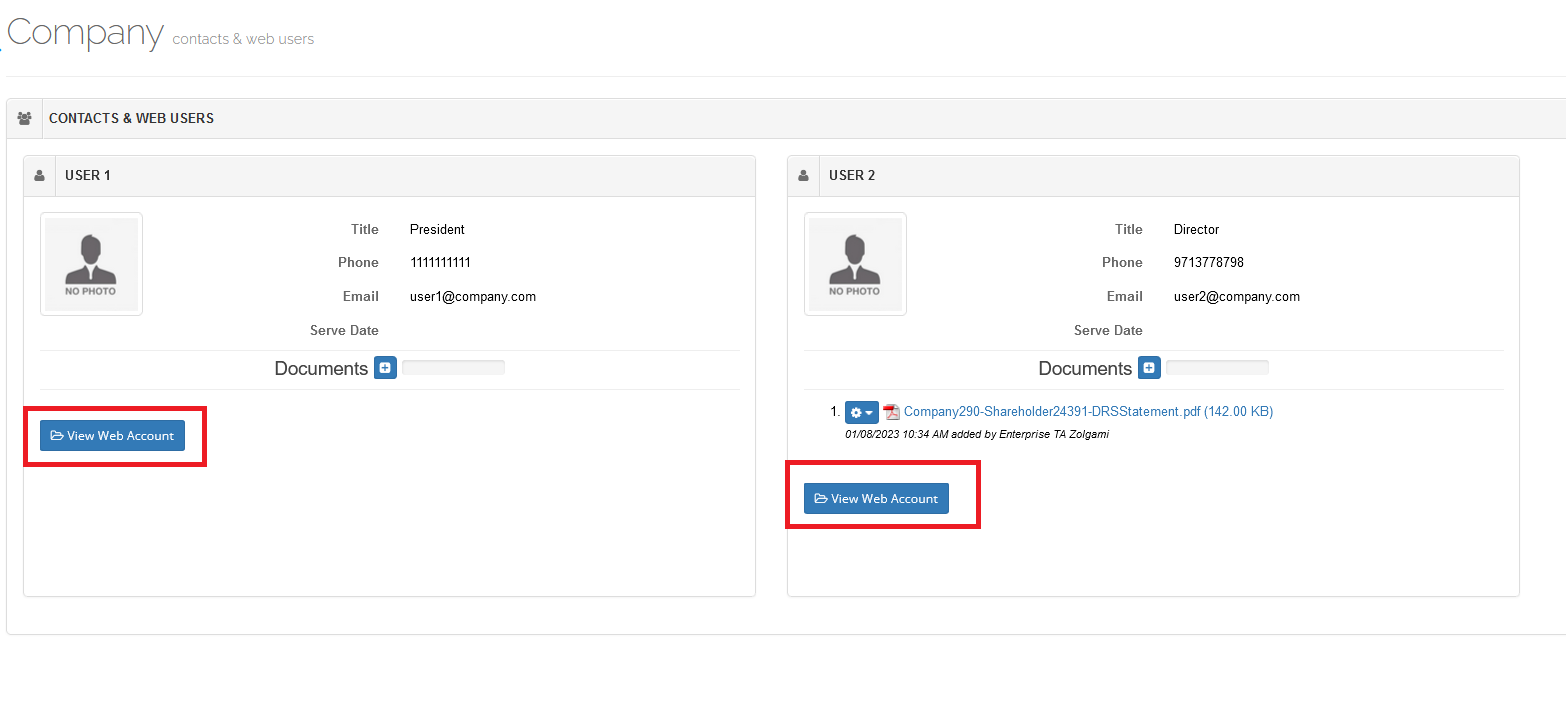 Company contacts & web users
CONTACTS & WEB USERS
USER 1
NO PHOTO
Title President
Phone 1111111111
Email user1@company.com
Serve Date
Documents
View Web Account
USER 2
NO PHOTO
Title Director
Phone 9713778798
Email user2@company.com
Serve Date
Documents
1. Company290-Shareholder24391-DRSStatement.pdf (142.00 KB)
01/08/2023 10:34 AM added by Enterprise TA Zolgami
View Web Account